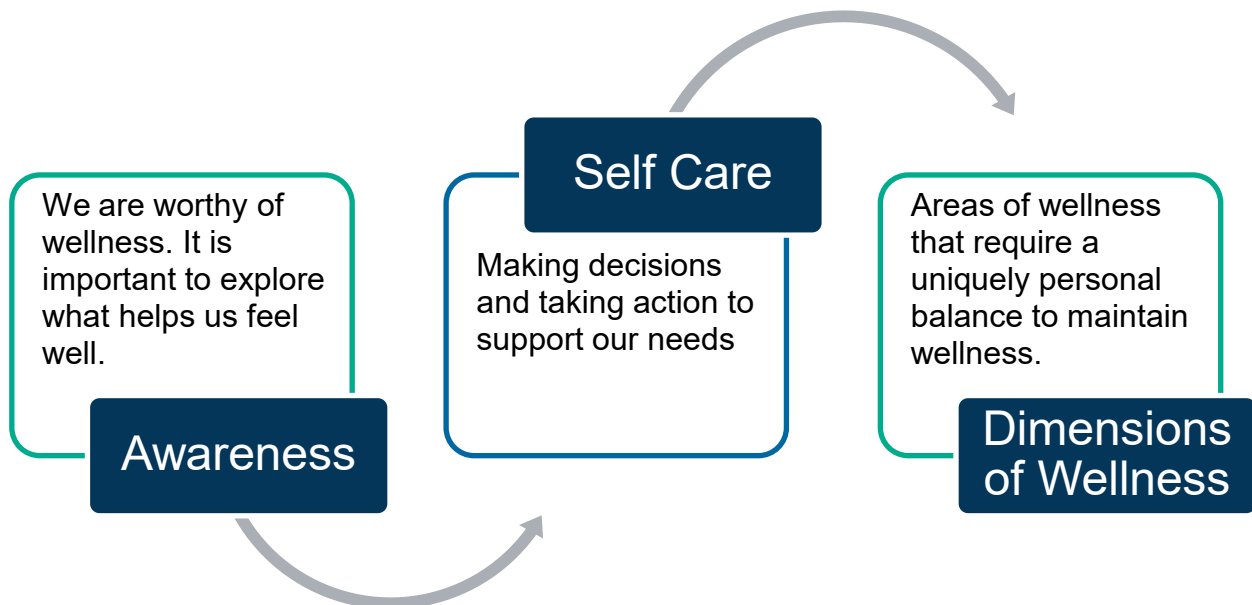 We are worthy of
wellness. It is
important to explore
what helps us feel
well.
Awareness
Self Care
Making decisions
and taking action to
support our needs
Areas of wellness
that require a
uniquely personal
balance to maintain
wellness.
Dimensions
of Wellness